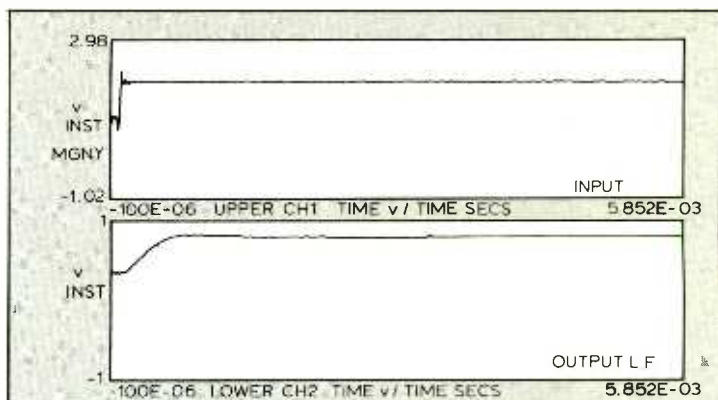 2.98
v
INST
MGNY
INPUT
-1.02
-100E-06 UPPER CH1 TIME v / TIME SECS 5.852E-03
1
v
INST
OUTPUT L F
-1
-100E-06 LOWER CH2 TIME v / TIME SECS 5.852E-03